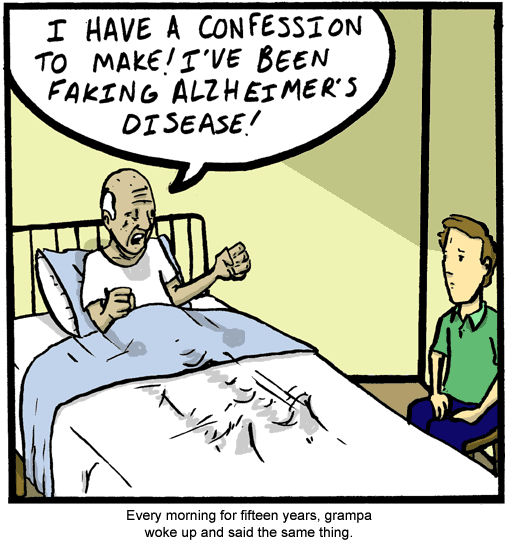 I HAVE A CONFESSION
TO MAKE! I'VE BEEN
FAKING ALZHEIMER'S
DISEASE!
Every morning for fifteen years, grampa
woke up and said the same thing.